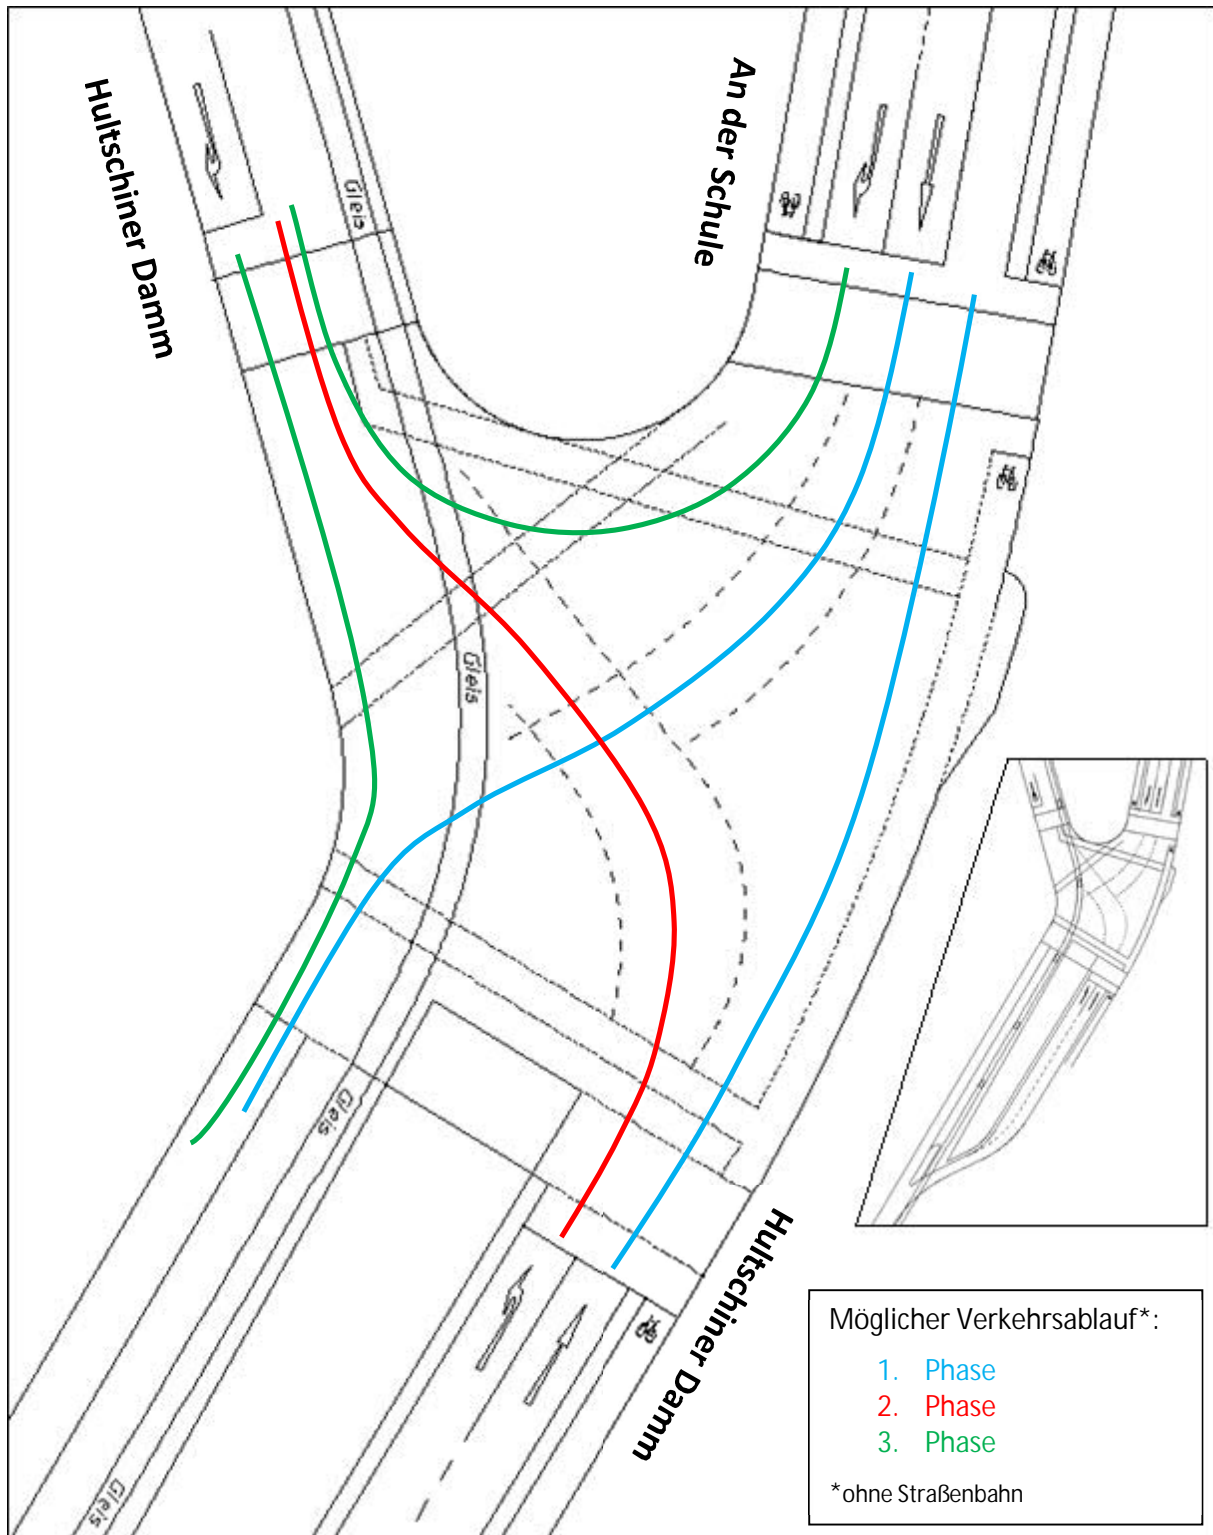 Hultschiner Damm
An der Schule
Gleis
Gleis
Gleis
Gleis
Hultschiner Damm
Möglicher Verkehrsablauf*:
1. Phase
2. Phase
3. Phase
*ohne Straßenbahn